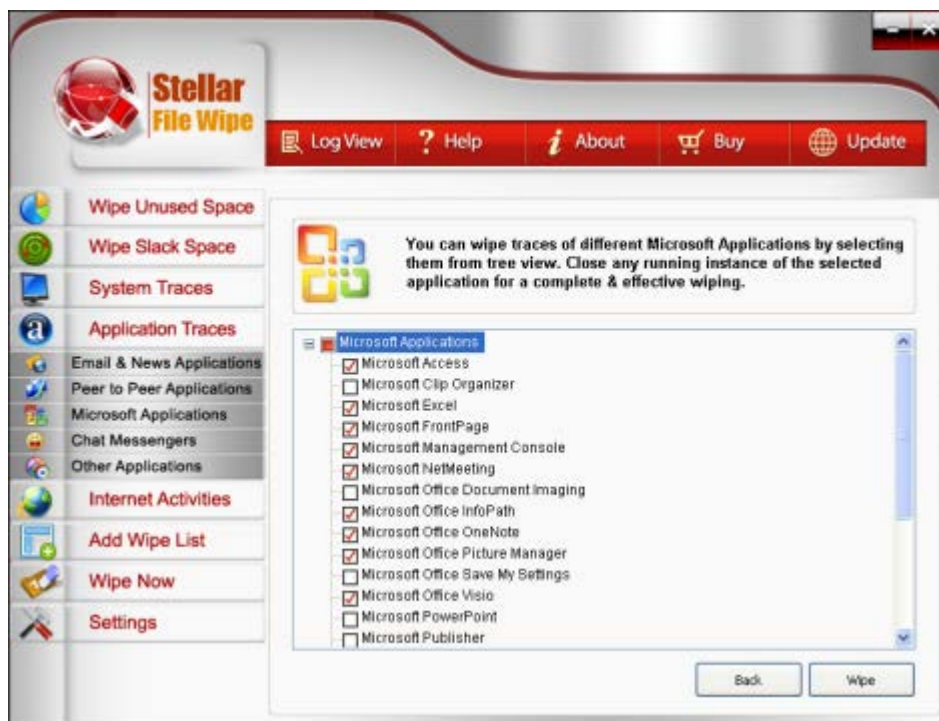 Stellar
File Wipe
Log View
? Help
i About
Buy
Update
Wipe Unused Space
Wipe Slack Space
System Traces
Application Traces
Email & News Applications
Peer to Peer Applications
Microsoft Applications
Chat Messengers
Other Applications
Internet Activities
Add Wipe List
Wipe Now
Settings
You can wipe traces of different Microsoft Applications by selecting
them from tree view. Close any running instance of the selected
application for a complete & effective wiping.
Microsoft Applications
Microsoft Access
Microsoft Clip Organizer
Microsoft Excel
Microsoft FrontPage
Microsoft Management Console
Microsoft NetMeeting
Microsoft Office Document Imaging
Microsoft Office InfoPath
Microsoft Office OneNote
Microsoft Office Picture Manager
Microsoft Office Save My Settings
Microsoft Office Visio
Microsoft PowerPoint
Microsoft Publisher
Back
Wipe